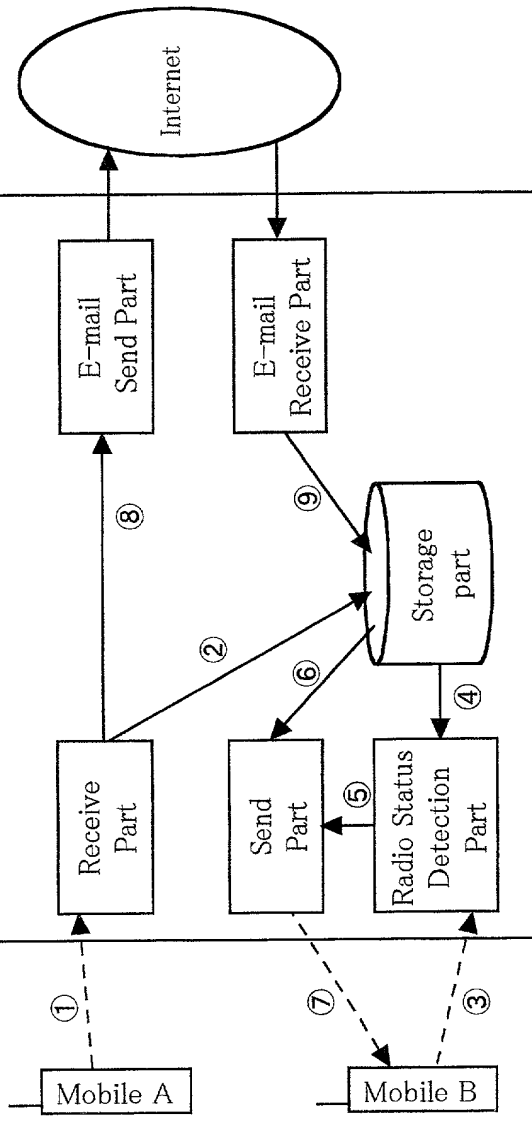 Mobile A
①
Receive
Part
②
⑧
E-mail
Send Part
Internet
Mobile B
⑦
③
Send
Part
⑤
Radio Status
Detection
Part
⑥
④
Storage
part
⑨
E-mail
Receive Part